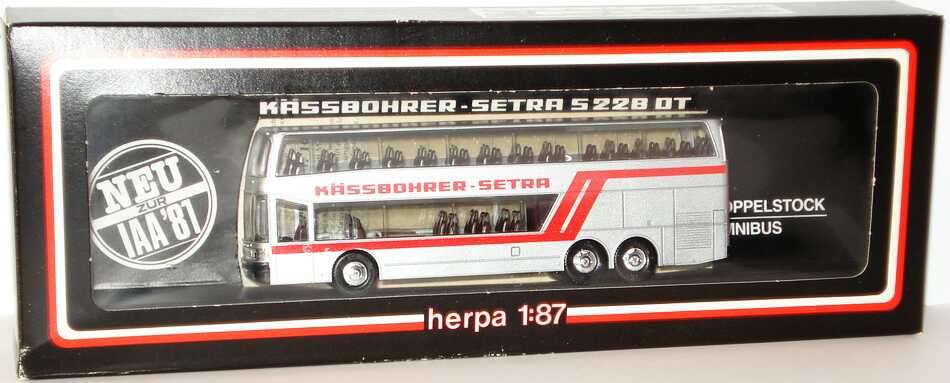 KÄSSBOHRER-SETRA S 228 DT
NEU
ZUR
IAA'81
KÄSSBOHRER-SETRA
OPPELSTOCK
NIBUS
herpa 1:87